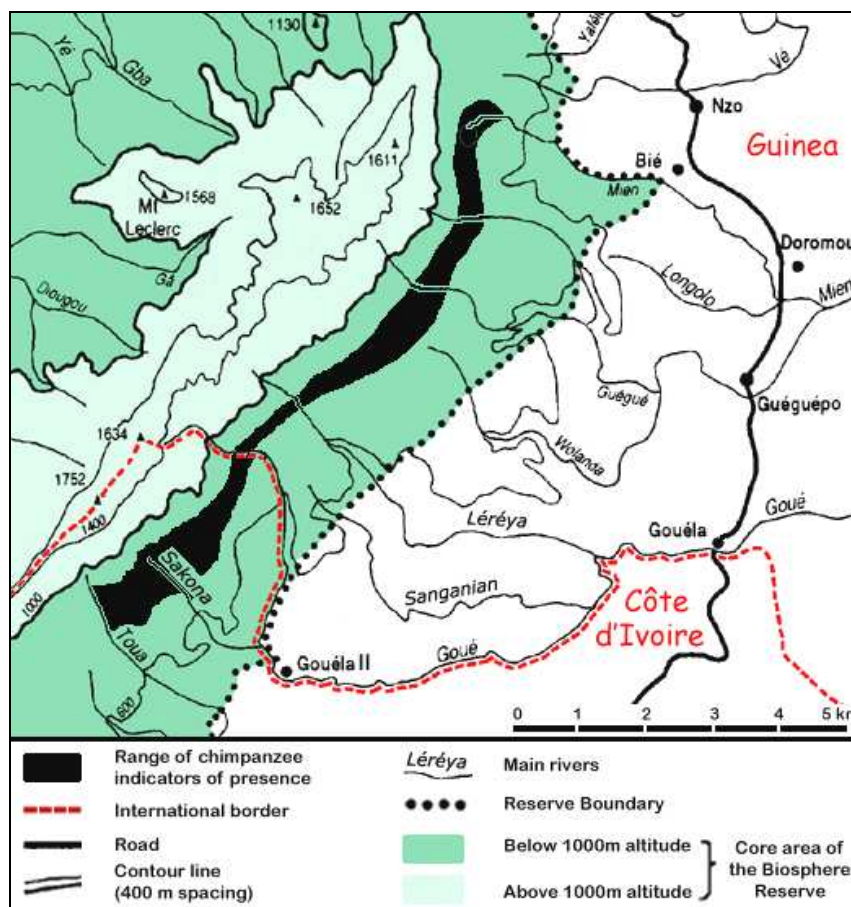 1130
Yé
Gba
Yalélé
Vé
Nzo
Guinea
1611
Bié
1568
Mt
Leclerc
1652
Mien
Doromou
Gâ
Diougou
Longolo
Mien
Guégué
Guéguépo
1634
Wolanda
1752
1400
Léréya
Gouéla
Goué
Sakona
Sanganian
Côte
d'Ivoire
1000
Toua
Gouéla II
Goué
600
0 1 2 3 4 5 km
Range of chimpanzee
indicators of presence
International border
Road
Contour line
(400 m spacing)
Léréya
Main rivers
Reserve Boundary
Below 1000m altitude
Above 1000m altitude
Core area of
the Biosphere
Reserve